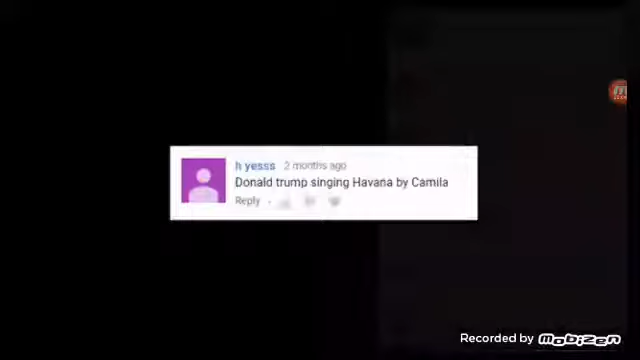 h yesss 2 months ago
Donald trump singing Havana by Camila
Reply
Recorded by Mobizen